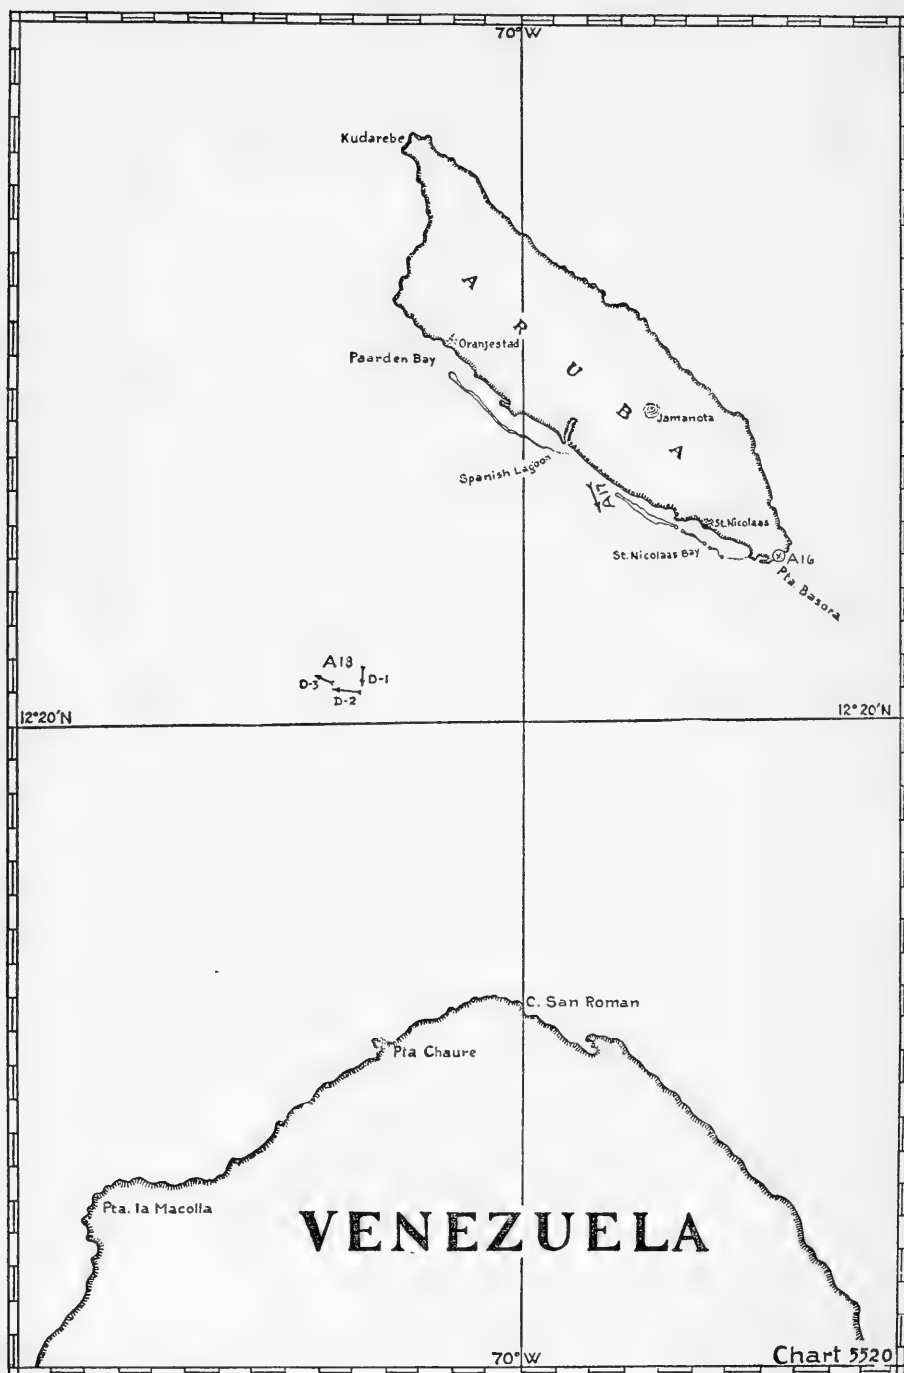 70°W
Kudarebe
ARUBA
Oranjestad
Paarden Bay
Jamanota
Spanish Lagoon
A17
St. Nicolaas
St. Nicolaas Bay
A16
Pta. Basora
A18
D-3
D-1
D-2
12°20'N
12°20'N
C. San Roman
Pta Chaure
Pta. la Macolla
VENEZUELA
70°W
Chart 5520